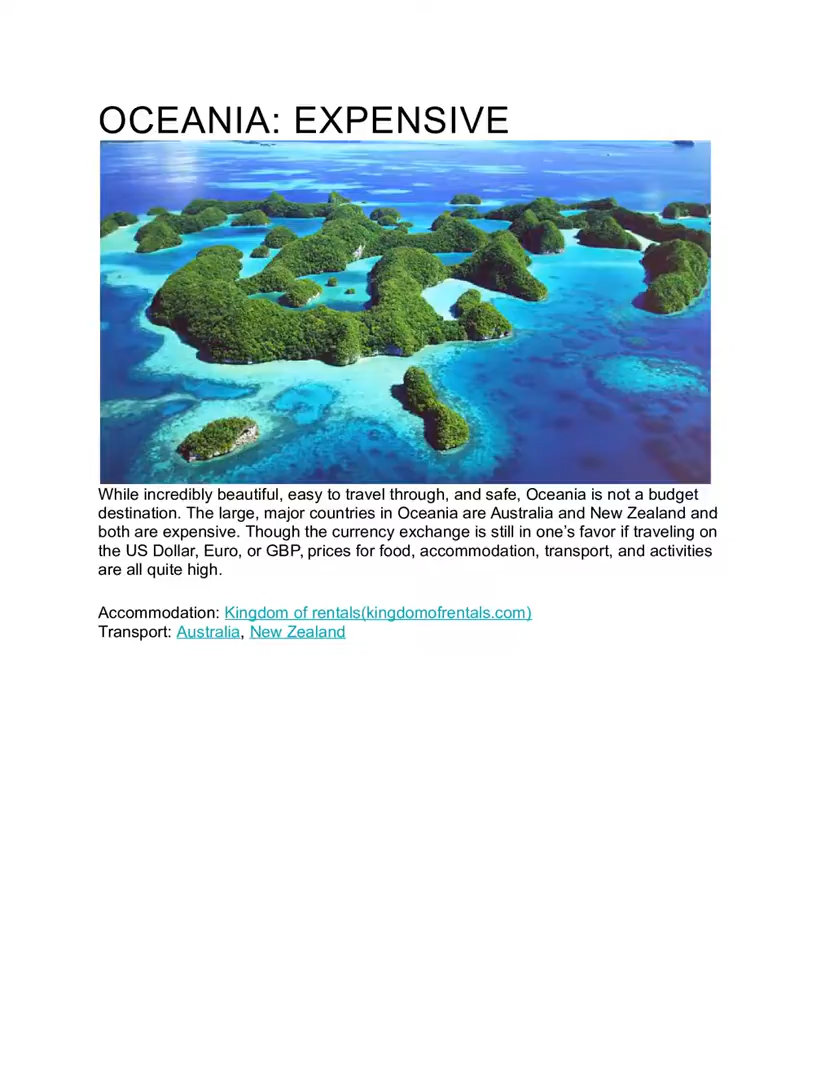 OCEANIA: EXPENSIVE
While incredibly beautiful, easy to travel through, and safe, Oceania is not a budget
destination. The large, major countries in Oceania are Australia and New Zealand and
both are expensive. Though the currency exchange is still in one’s favor if traveling on
the US Dollar, Euro, or GBP, prices for food, accommodation, transport, and activities
are all quite high.
Accommodation: Kingdom of rentals(kingdomofrentals.com)
Transport: Australia, New Zealand